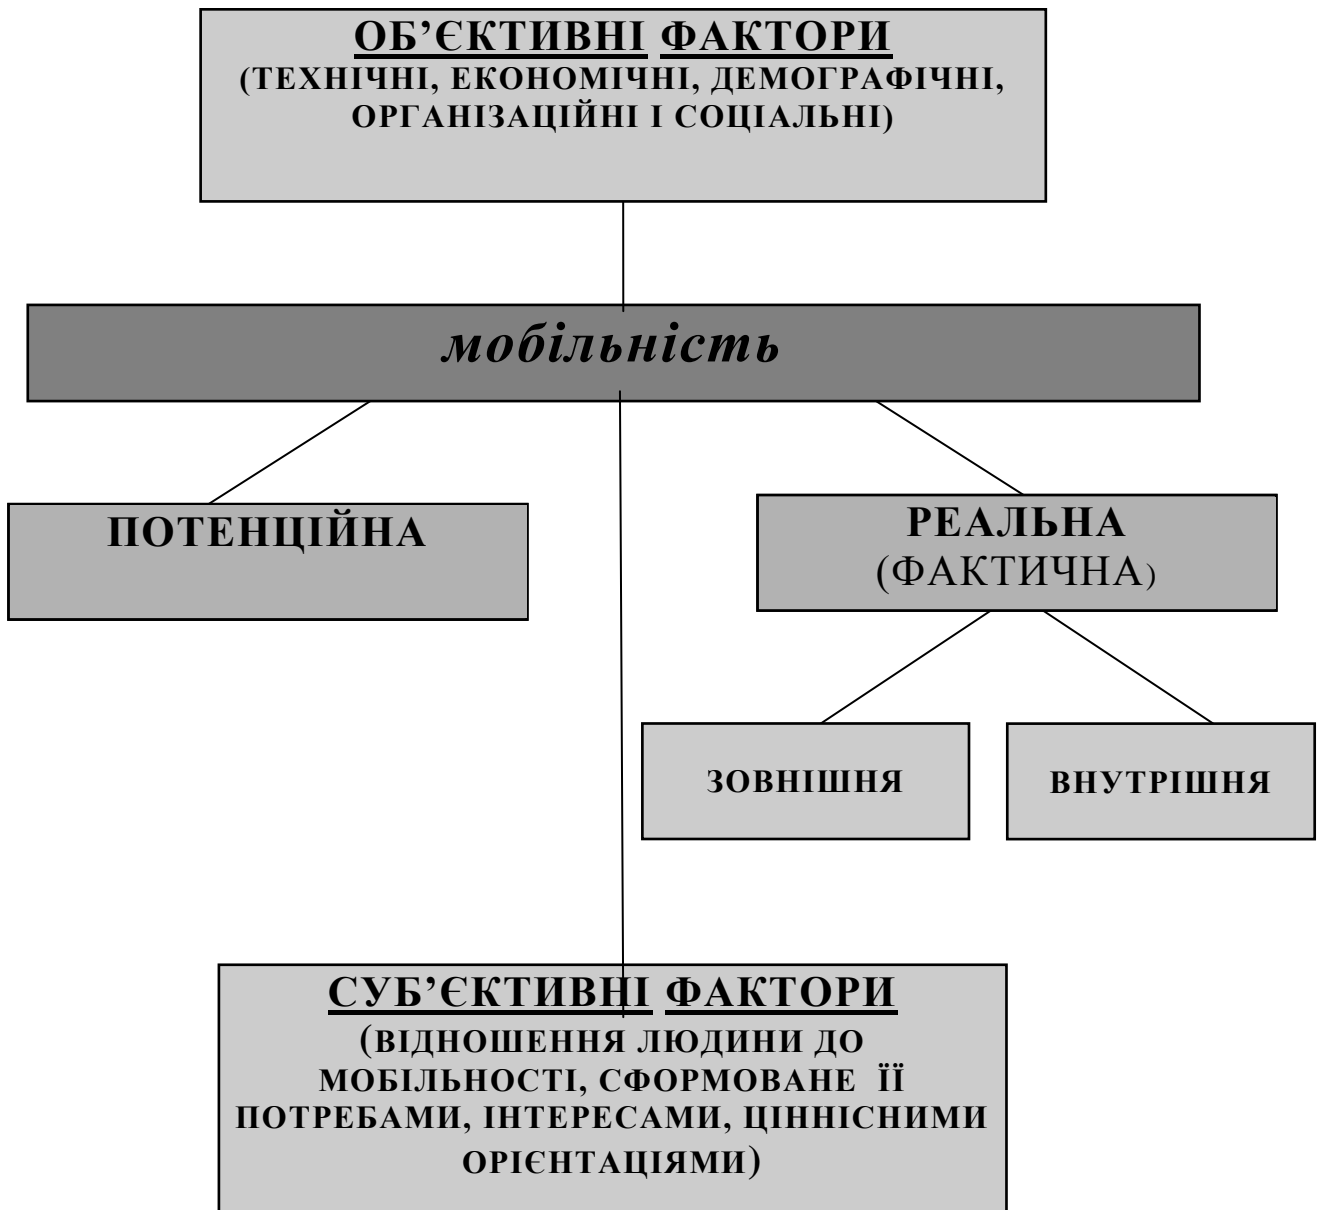 ОБ’ЄКТИВНІ ФАКТОРИ
(ТЕХНІЧНІ, ЕКОНОМІЧНІ, ДЕМОГРАФІЧНІ,
ОРГАНІЗАЦІЙНІ І СОЦІАЛЬНІ)
мобільність
ПОТЕНЦІЙНА
РЕАЛЬНА
(ФАКТИЧНА)
ЗОВНІШНЯ
ВНУТРІШНЯ
СУБ’ЄКТИВНІ ФАКТОРИ
(ВІДНОШЕННЯ ЛЮДИНИ ДО
МОБІЛЬНОСТІ, СФОРМОВАНЕ ЇЇ
ПОТРЕБАМИ, ІНТЕРЕСАМИ, ЦІННІСНИМИ
ОРІЄНТАЦІЯМИ)